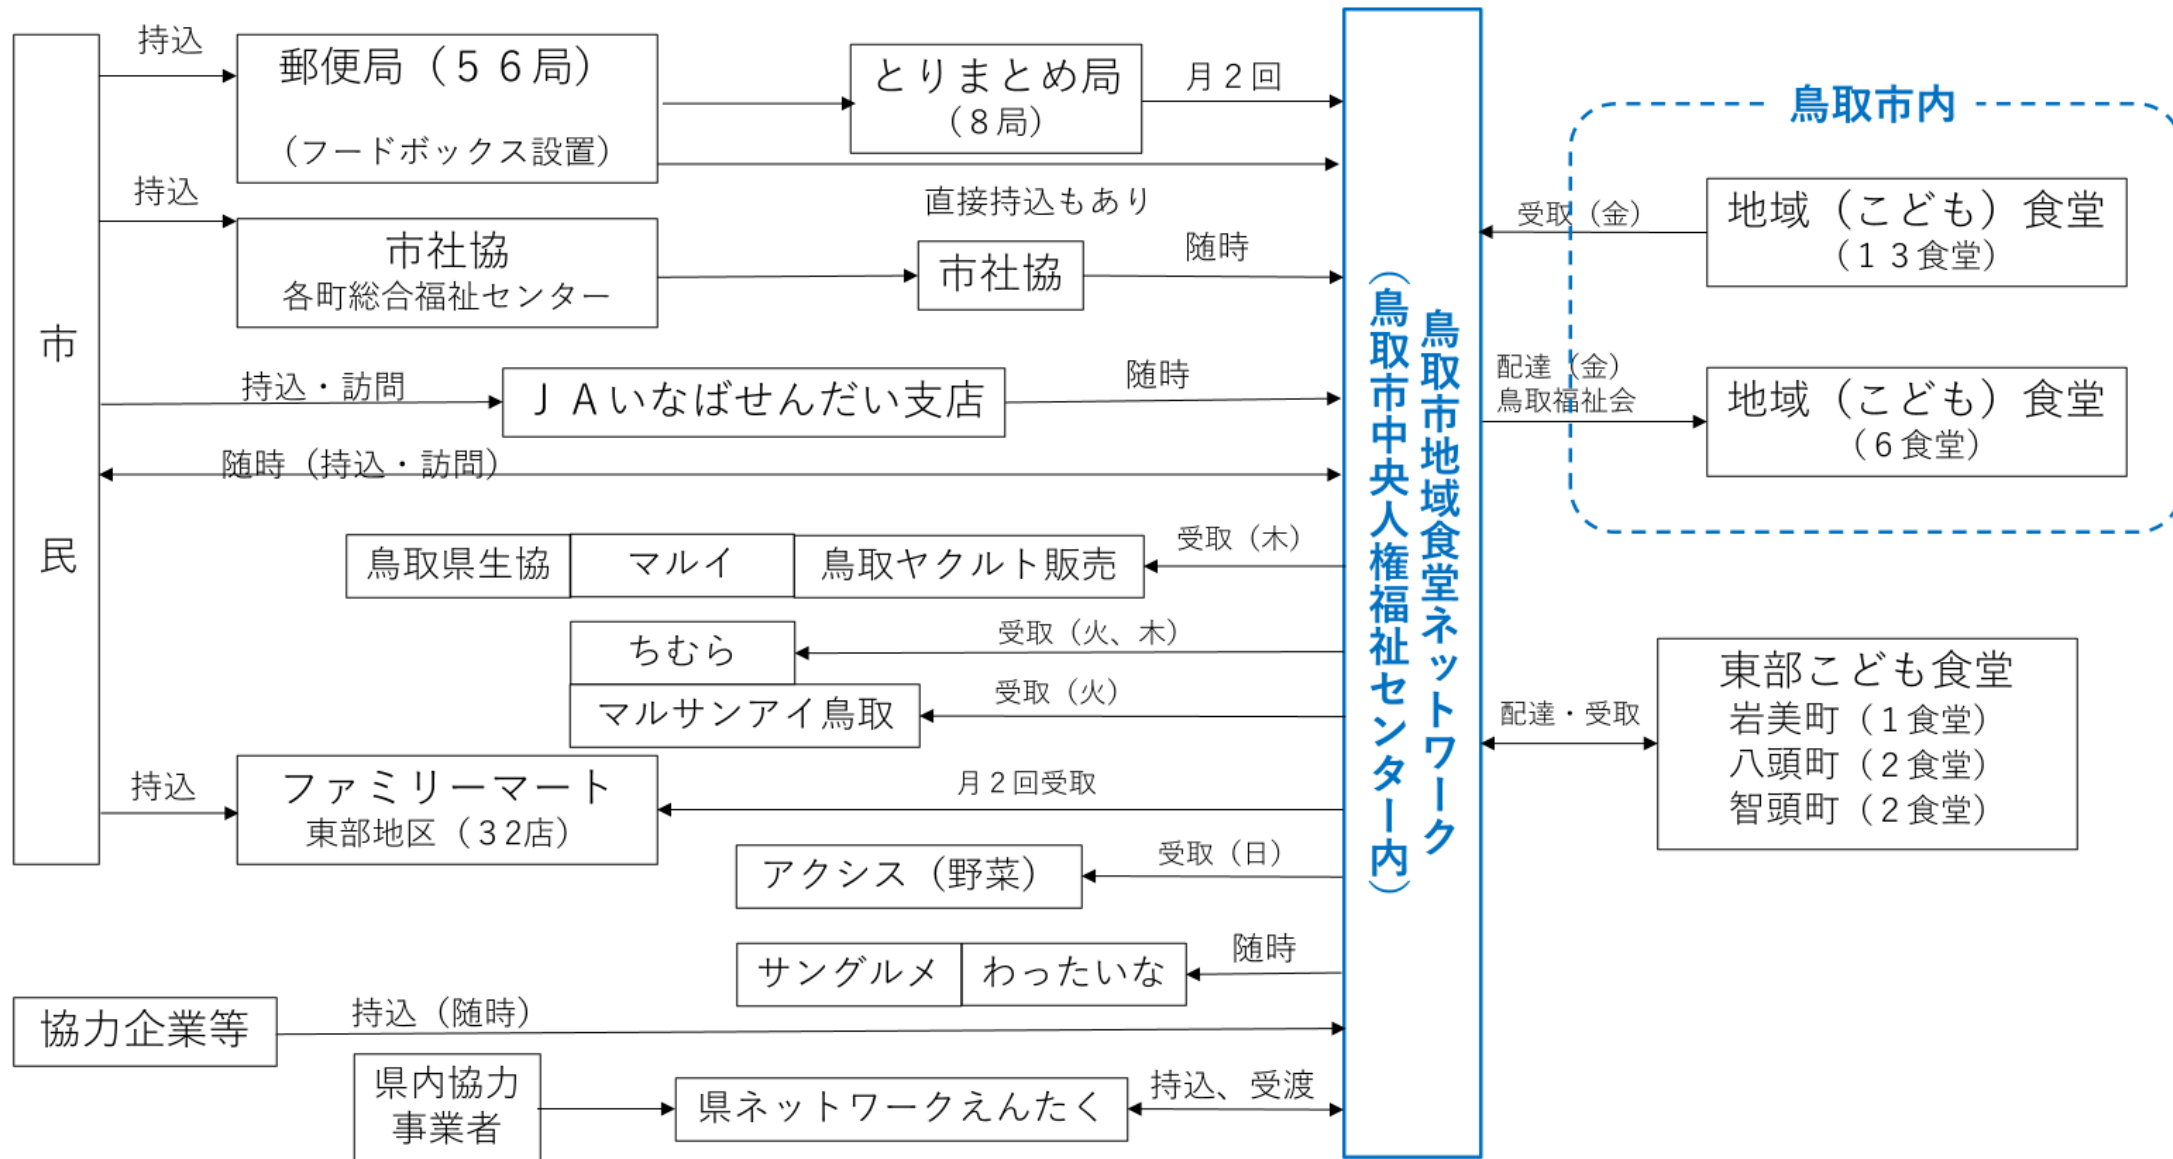 市民
持込
郵便局（５６局）
（フードボックス設置）
とりまとめ局
（８局）
月２回
直接持込もあり
持込
市社協
各町総合福祉センター
市社協
随時
持込・訪問
ＪＡいなばせんだい支店
随時
随時（持込・訪問）
鳥取県生協
マルイ
鳥取ヤクルト販売
受取（木）
ちむら
受取（火、木）
マルサンアイ鳥取
受取（火）
持込
ファミリーマート
東部地区（３２店）
月２回受取
アクシス（野菜）
受取（日）
サングルメ
わったいな
随時
協力企業等
持込（随時）
県内協力
事業者
県ネットワークえんたく
持込、受渡
鳥取市地域食堂ネットワーク
（鳥取市中央人権福祉センター内）
鳥取市内
受取（金）
地域（こども）食堂
（１３食堂）
配達（金）
鳥取福祉会
地域（こども）食堂
（６食堂）
配達・受取
東部こども食堂
岩美町（１食堂）
八頭町（２食堂）
智頭町（２食堂）